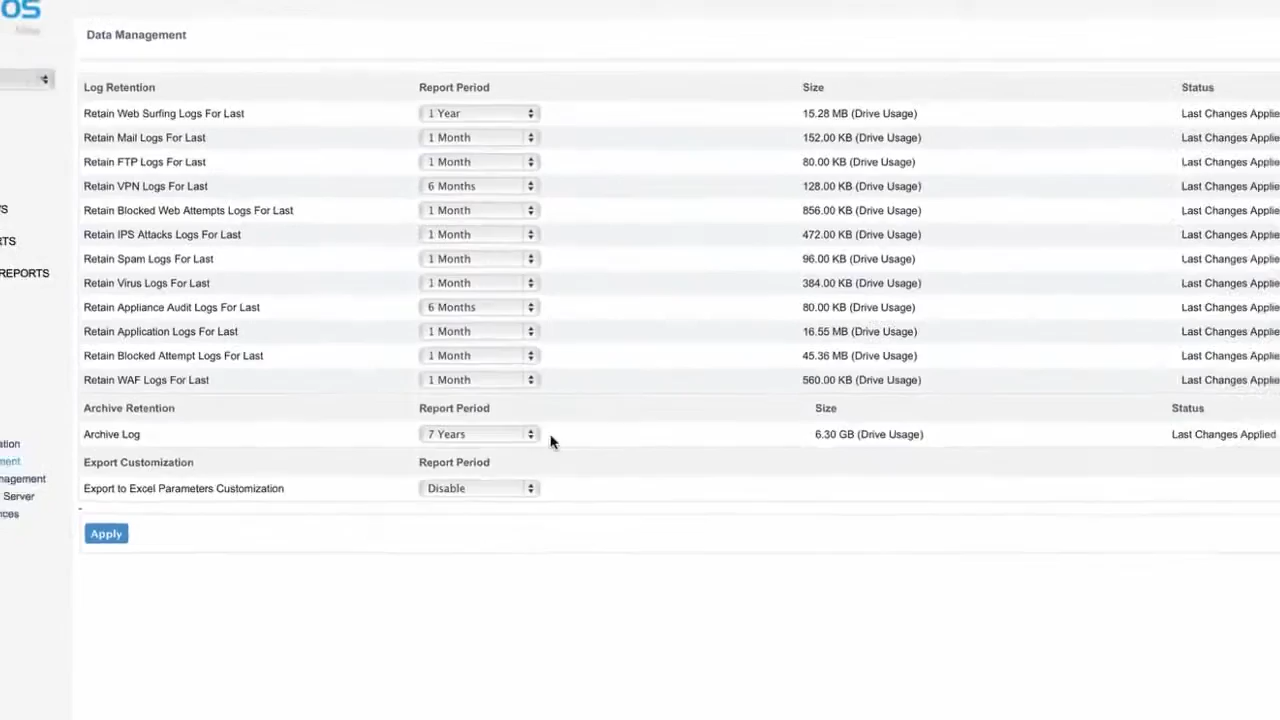 OS
Data Management
Log Retention Report Period Size Status
Retain Web Surfing Logs For Last 1 Year 15.28 MB (Drive Usage) Last Changes Applie
Retain Mail Logs For Last 1 Month 152.00 KB (Drive Usage) Last Changes Applie
Retain FTP Logs For Last 1 Month 80.00 KB (Drive Usage) Last Changes Applie
Retain VPN Logs For Last 6 Months 128.00 KB (Drive Usage) Last Changes Applie
Retain Blocked Web Attempts Logs For Last 1 Month 856.00 KB (Drive Usage) Last Changes Applie
Retain IPS Attacks Logs For Last 1 Month 472.00 KB (Drive Usage) Last Changes Applie
Retain Spam Logs For Last 1 Month 96.00 KB (Drive Usage) Last Changes Applie
Retain Virus Logs For Last 1 Month 384.00 KB (Drive Usage) Last Changes Applie
Retain Appliance Audit Logs For Last 6 Months 80.00 KB (Drive Usage) Last Changes Applie
Retain Application Logs For Last 1 Month 16.55 MB (Drive Usage) Last Changes Applie
Retain Blocked Attempt Logs For Last 1 Month 45.36 MB (Drive Usage) Last Changes Applie
Retain WAF Logs For Last 1 Month 560.00 KB (Drive Usage) Last Changes Applie
Archive Retention Report Period Size Status
Archive Log 7 Years 6.30 GB (Drive Usage) Last Changes Applied
Export Customization Report Period
Export to Excel Parameters Customization Disable
-
Apply
VS
RTS
REPORTS
ation
ment
nagement
Server
nces